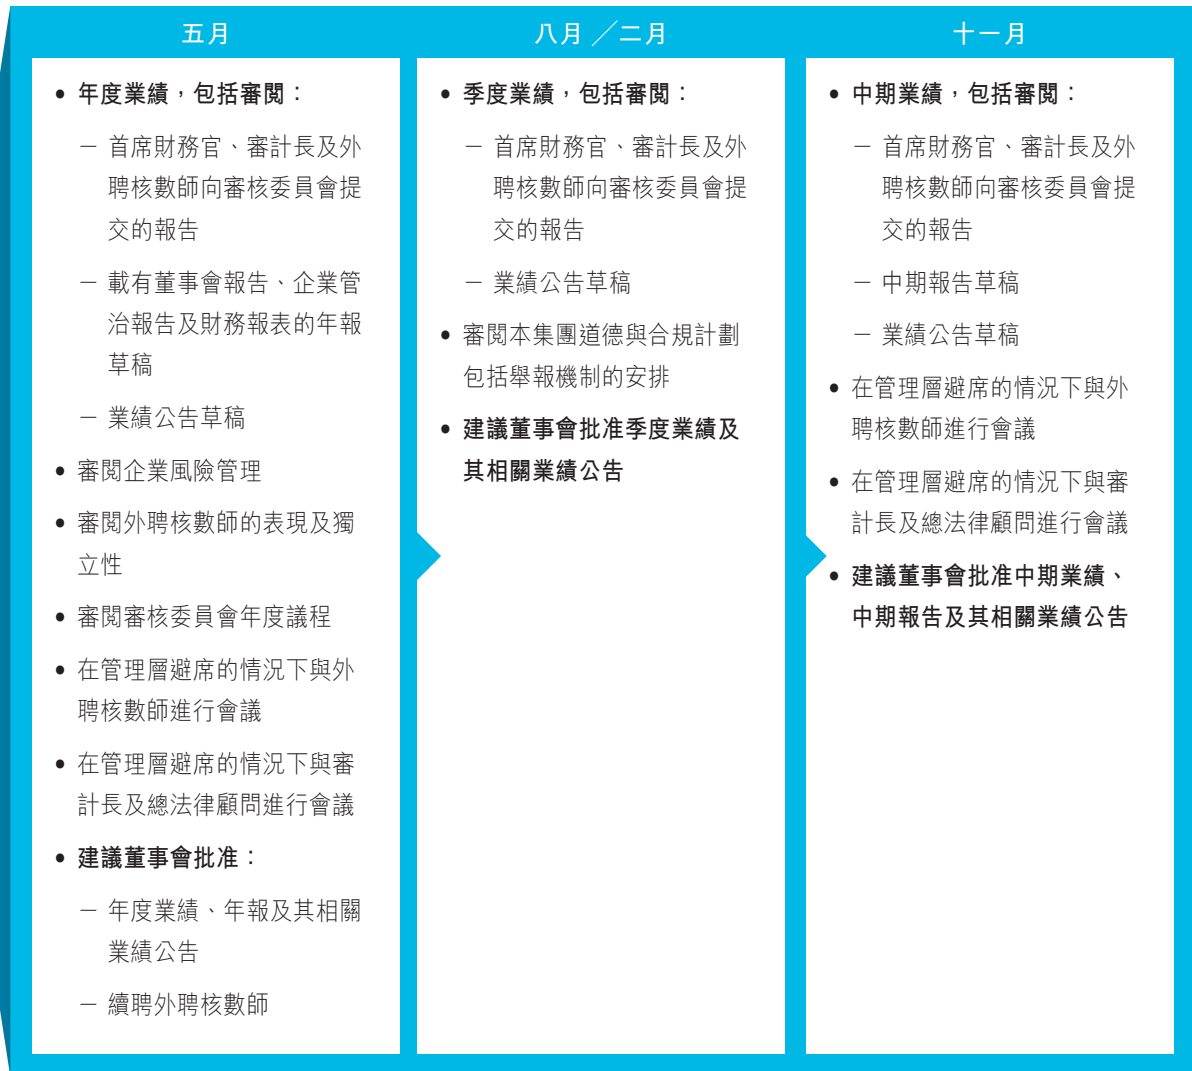 五月
• 年度業績，包括審閱：
－ 首席財務官、審計長及外
聘核數師向審核委員會提
交的報告
－ 載有董事會報告、企業管
治報告及財務報表的年報
草稿
－ 業績公告草稿
• 審閱企業風險管理
• 審閱外聘核數師的表現及獨
立性
• 審閱審核委員會年度議程
• 在管理層避席的情況下與外
聘核數師進行會議
• 在管理層避席的情況下與審
計長及總法律顧問進行會議
• 建議董事會批准：
－ 年度業績、年報及其相關
業績公告
－ 續聘外聘核數師
八月╱二月
• 季度業績，包括審閱：
－ 首席財務官、審計長及外
聘核數師向審核委員會提
交的報告
－ 業績公告草稿
• 審閱本集團道德與合規計劃
包括舉報機制的安排
• 建議董事會批准季度業績及
其相關業績公告
十一月
• 中期業績，包括審閱：
－ 首席財務官、審計長及外
聘核數師向審核委員會提
交的報告
－ 中期報告草稿
－ 業績公告草稿
• 在管理層避席的情況下與外
聘核數師進行會議
• 在管理層避席的情況下與審
計長及總法律顧問進行會議
• 建議董事會批准中期業績、
中期報告及其相關業績公告